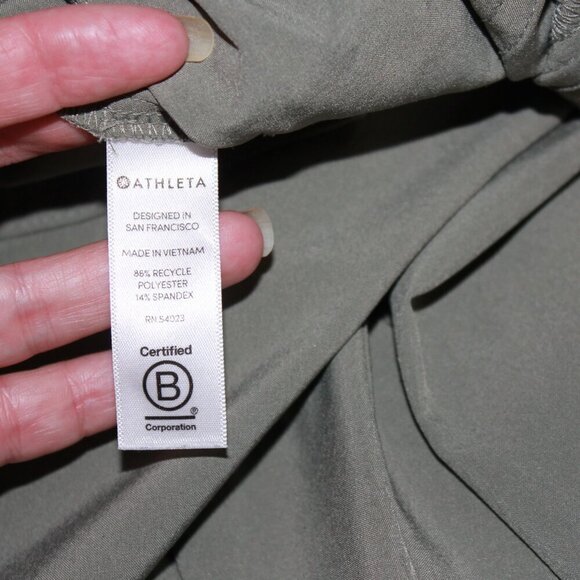 ATHLETA
DESIGNED IN
SAN FRANCISCO
MADE IN VIETNAM
86% RECYCLE
POLYESTER
14% SPANDEX
RN 54023
Certified
B
®
Corporation